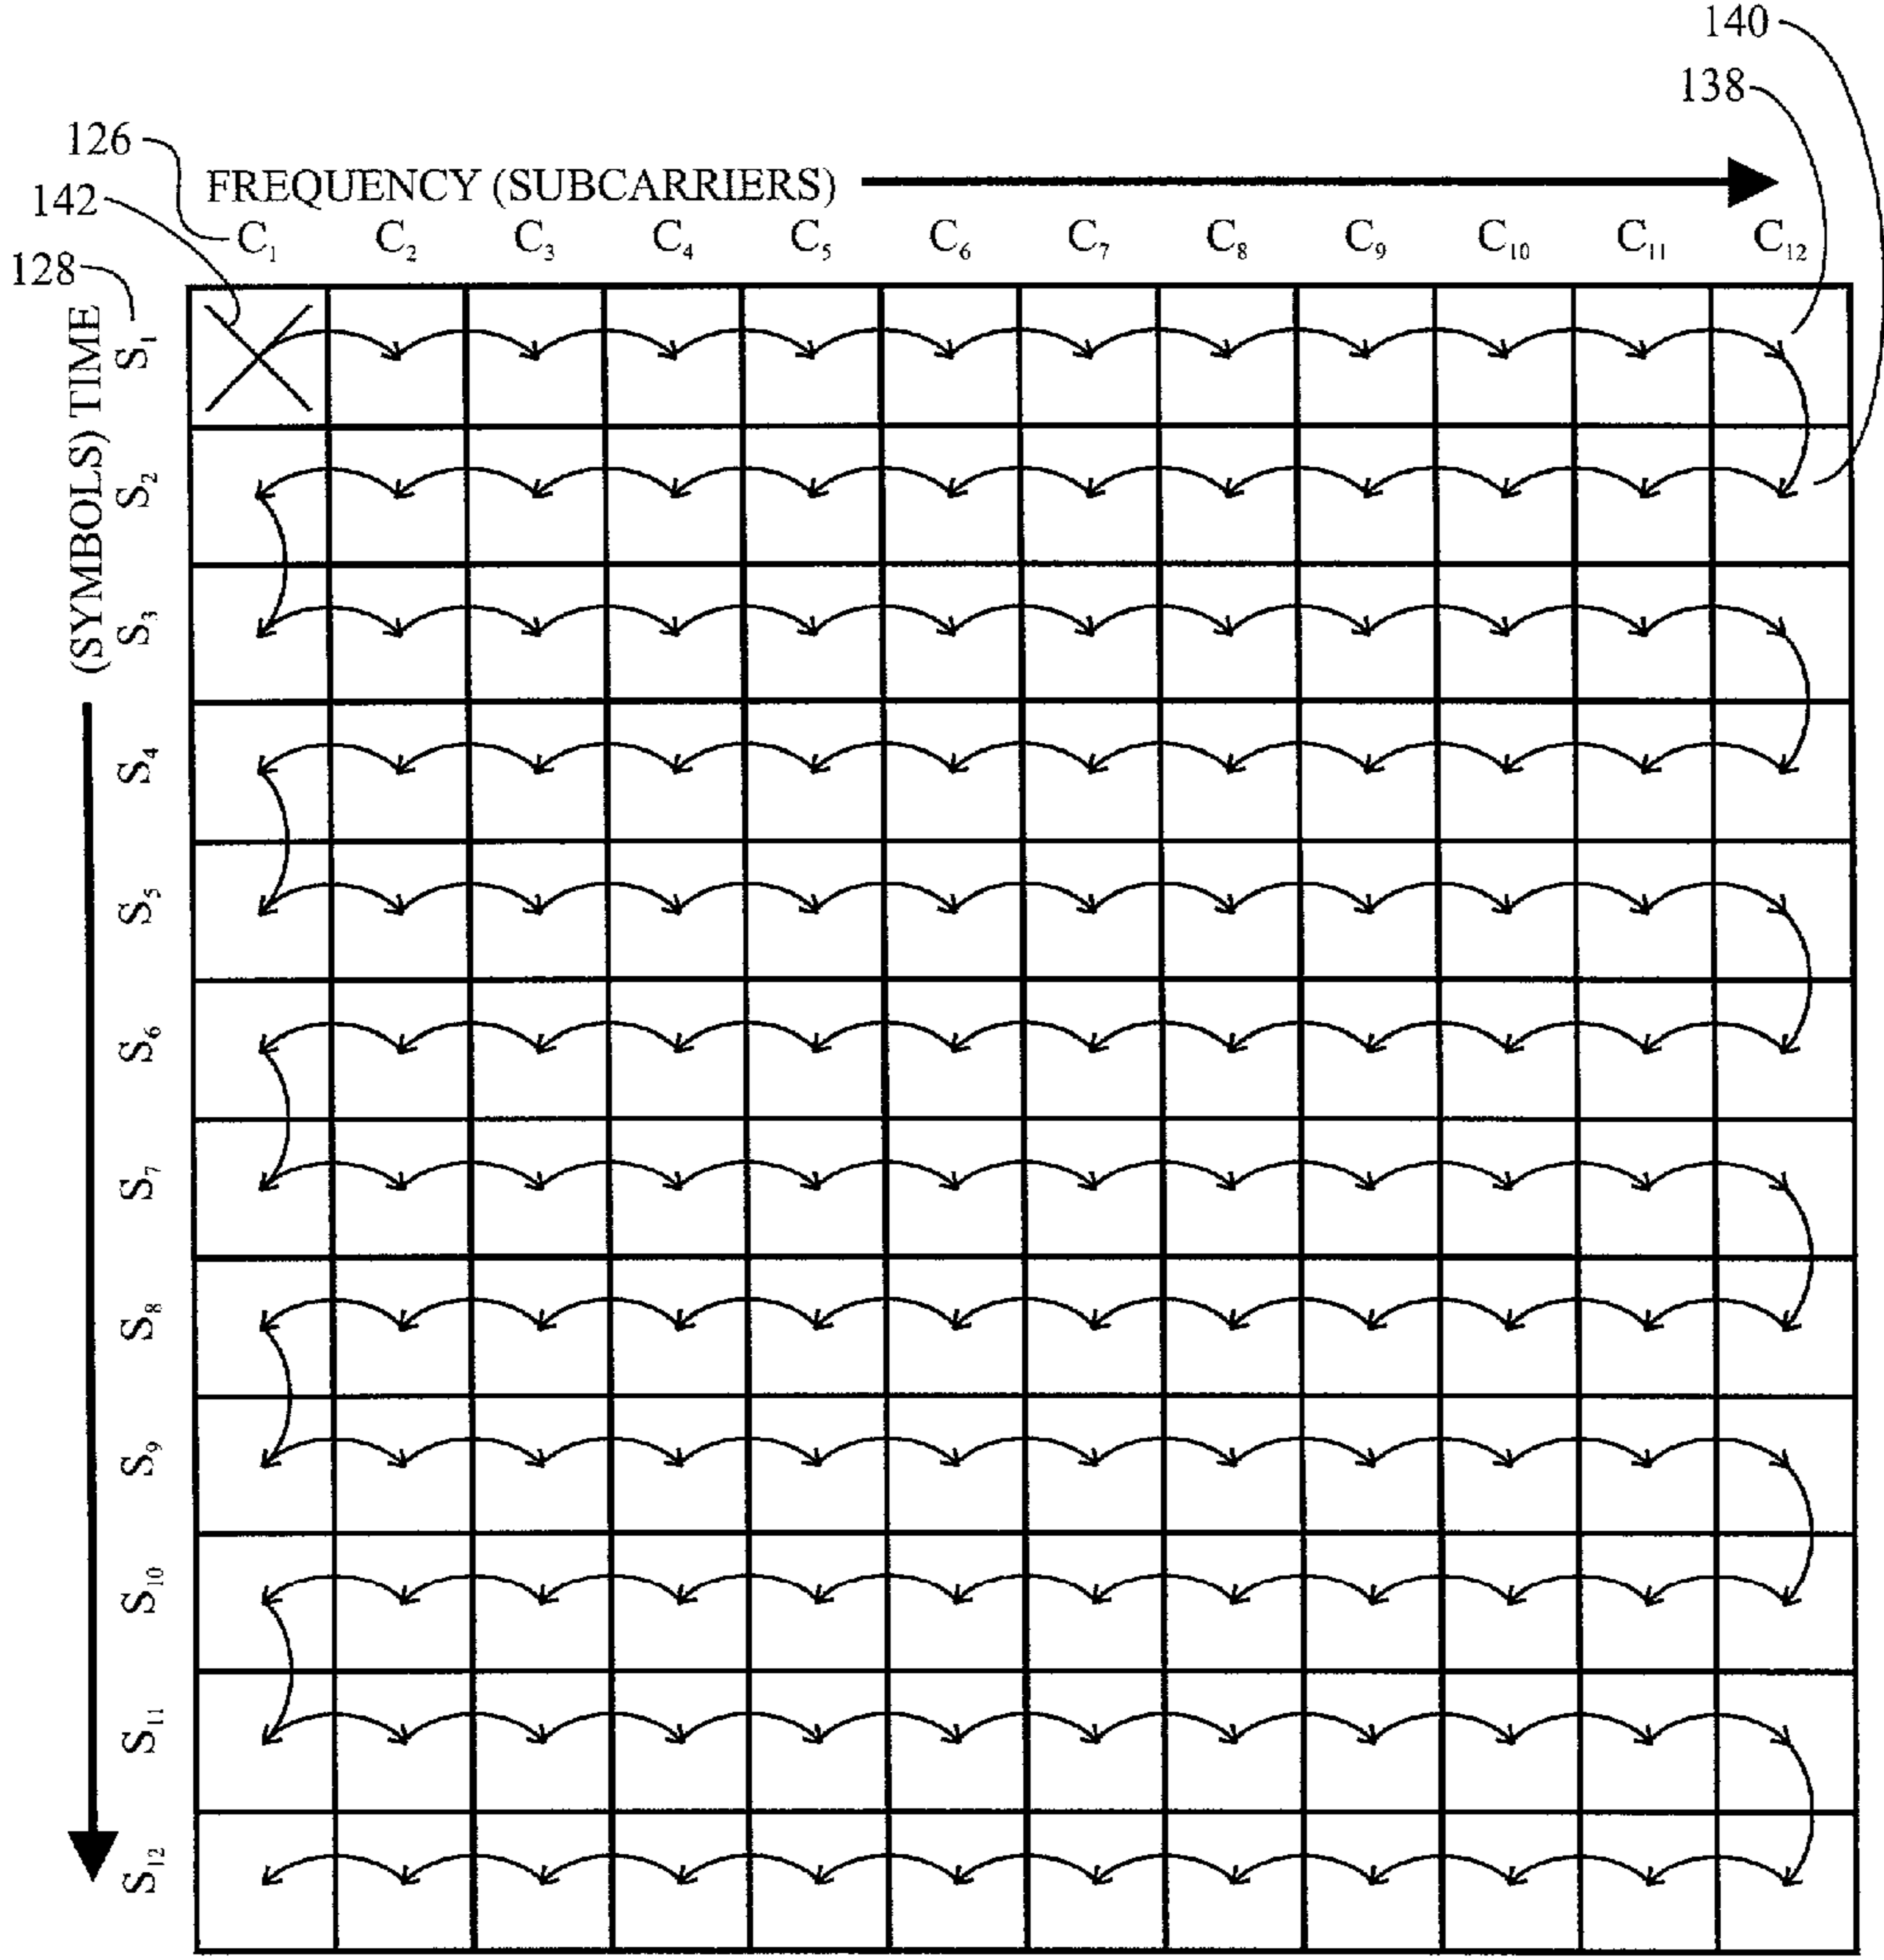 140
138
126
FREQUENCY (SUBCARRIERS)
142
C₁ C₂ C₃ C₄ C₅ C₆ C₇ C₈ C₉ C₁₀ C₁₁ C₁₂
128
(SYMBOLS) TIME
S₁
S₂
S₃
S₄
S₅
S₆
S₇
S₈
S₉
S₁₀
S₁₁
S₁₂